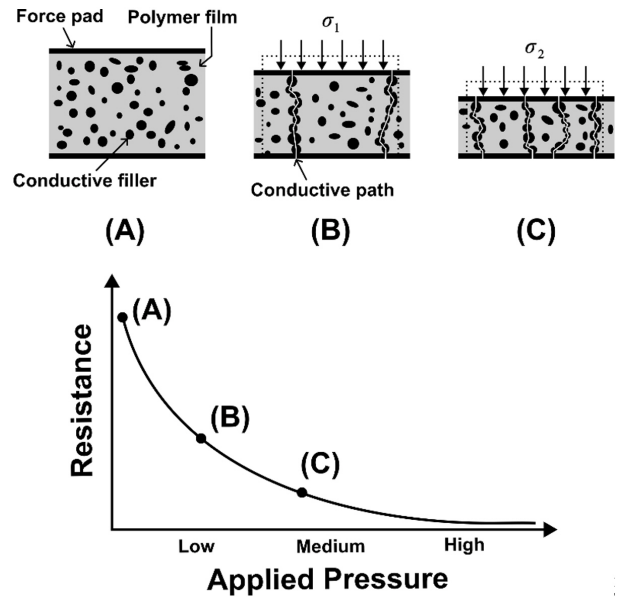 Force pad
Polymer film
σ₁
σ₂
Conductive filler
Conductive path
(A)
(B)
(C)
(A)
(B)
(C)
Resistance
Low
Medium
High
Applied Pressure